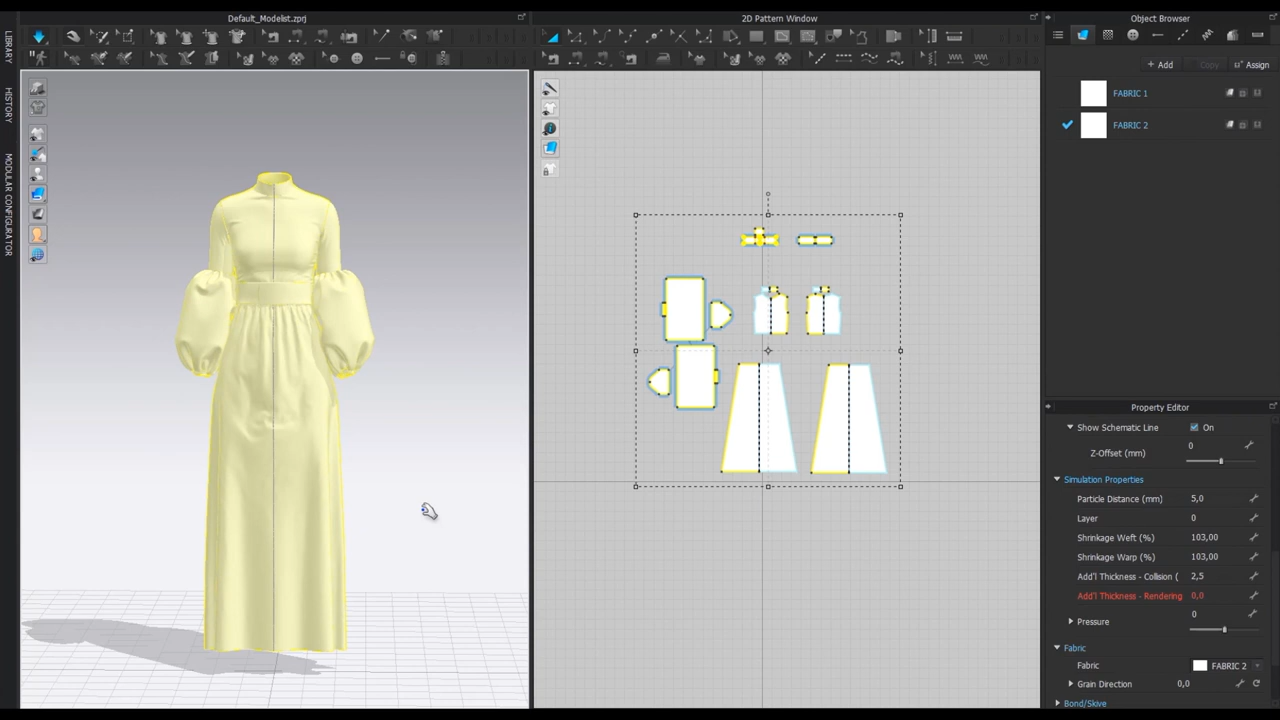 Default_Modelist.zprj
2D Pattern Window
Object Browser
LIBRARY
HISTORY
MODULAR CONFIGURATOR
+ Add
Copy
Assign
FABRIC 1
FABRIC 2
Property Editor
Show Schematic Line
On
Z-Offset (mm)
0
Simulation Properties
Particle Distance (mm)
5,0
Layer
0
Shrinkage Weft (%)
103,00
Shrinkage Warp (%)
103,00
Add'l Thickness - Collision (
2,5
Add'l Thickness - Rendering
0,0
Pressure
0
Fabric
Fabric
FABRIC 2
Grain Direction
0,0
Bond/Skive